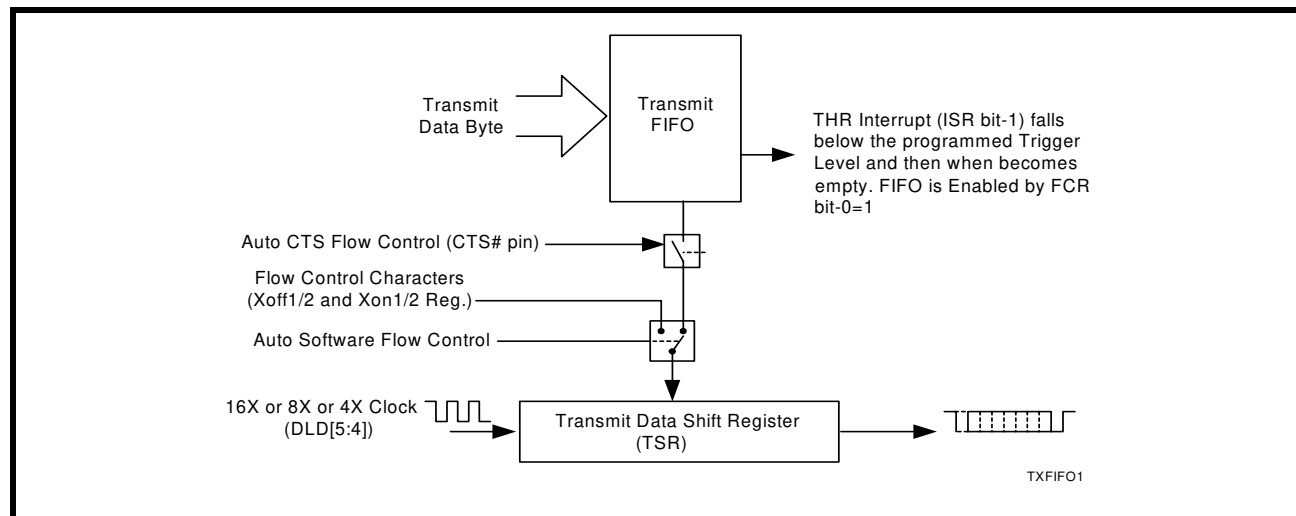 Transmit
Data Byte
Transmit
FIFO
THR Interrupt (ISR bit-1) falls
below the programmed Trigger
Level and then when becomes
empty. FIFO is Enabled by FCR
bit-0=1
Auto CTS Flow Control (CTS# pin)
Flow Control Characters
(Xoff1/2 and Xon1/2 Reg.)
Auto Software Flow Control
16X or 8X or 4X Clock
(DLD[5:4])
Transmit Data Shift Register
(TSR)
TXFIFO1